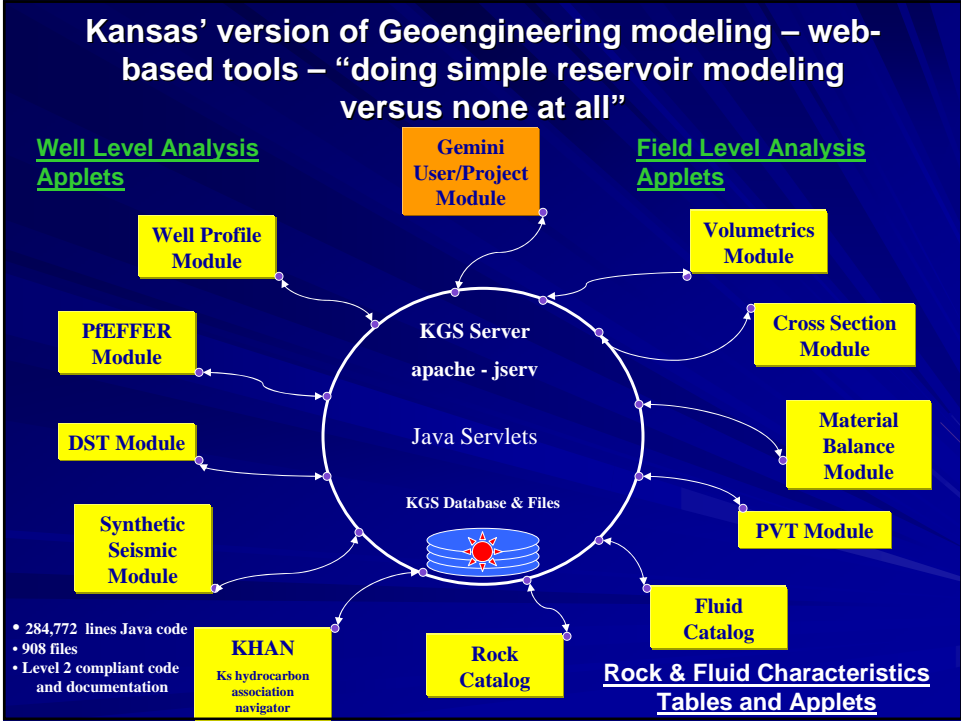 Kansas’ version of Geoengineering modeling – web-
based tools – “doing simple reservoir modeling
versus none at all”
Well Level Analysis
Applets
Gemini
User/Project
Module
Field Level Analysis
Applets
Well Profile
Module
Volumetrics
Module
PfEFFER
Module
KGS Server
apache - jserv
Cross Section
Module
DST Module
Java Servlets
Material
Balance
Module
KGS Database & Files
Synthetic
Seismic
Module
PVT Module
Fluid
Catalog
• 284,772 lines Java code
• 908 files
• Level 2 compliant code
and documentation
KHAN
Ks hydrocarbon
association
navigator
Rock
Catalog
Rock & Fluid Characteristics
Tables and Applets